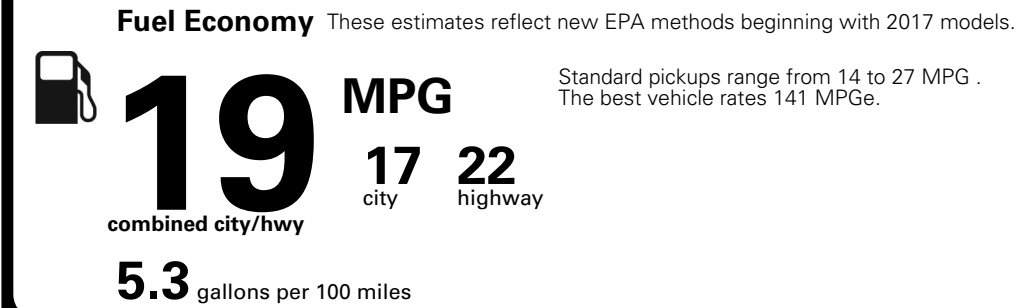 Fuel Economy These estimates reflect new EPA methods beginning with 2017 models.
19 MPG
Standard pickups range from 14 to 27 MPG .
The best vehicle rates 141 MPGe.
17 22
city highway
combined city/hwy
5.3 gallons per 100 miles